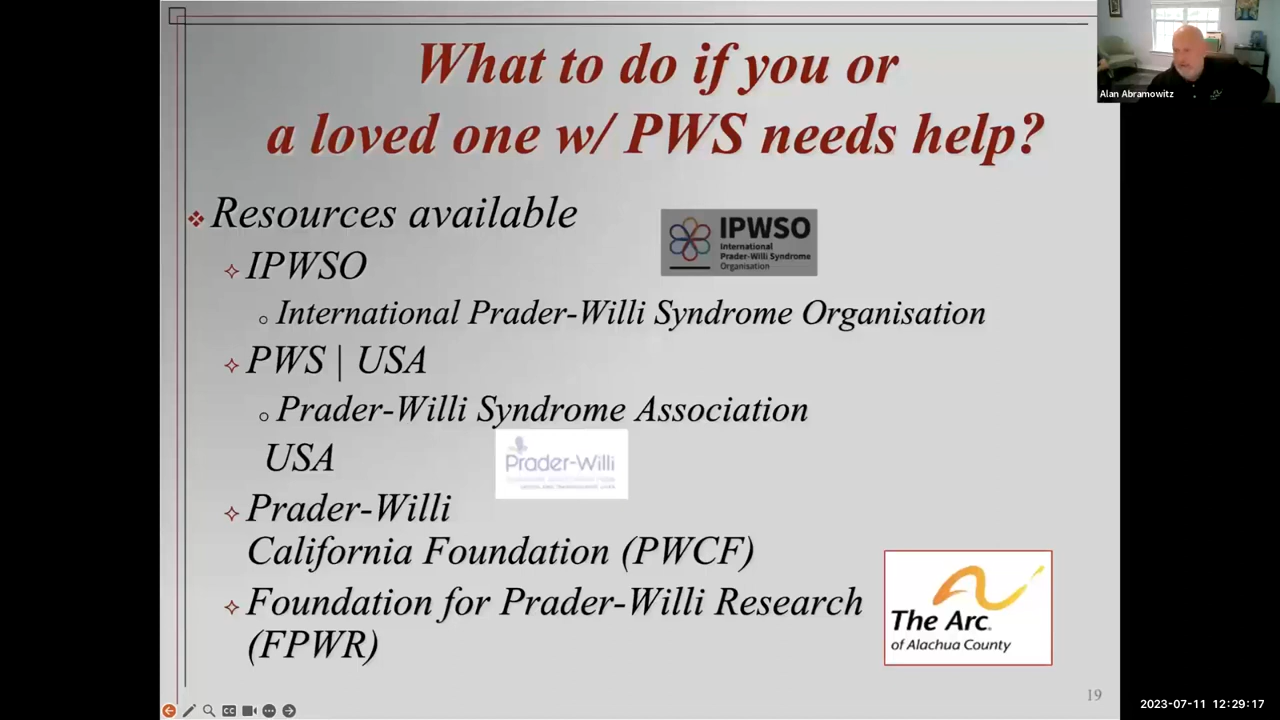 What to do if you or
a loved one w/ PWS needs help?
Alan Abramowitz
Resources available
IPWSO
International
Prader-Willi Syndrome
Organisation
IPWSO
International Prader-Willi Syndrome Organisation
PWS | USA
Prader-Willi Syndrome Association
USA
Prader-Willi
Prader-Willi
California Foundation (PWCF)
Foundation for Prader-Willi Research
(FPWR)
The Arc.
of Alachua County
19
CC
2023-07-11 12:29:17